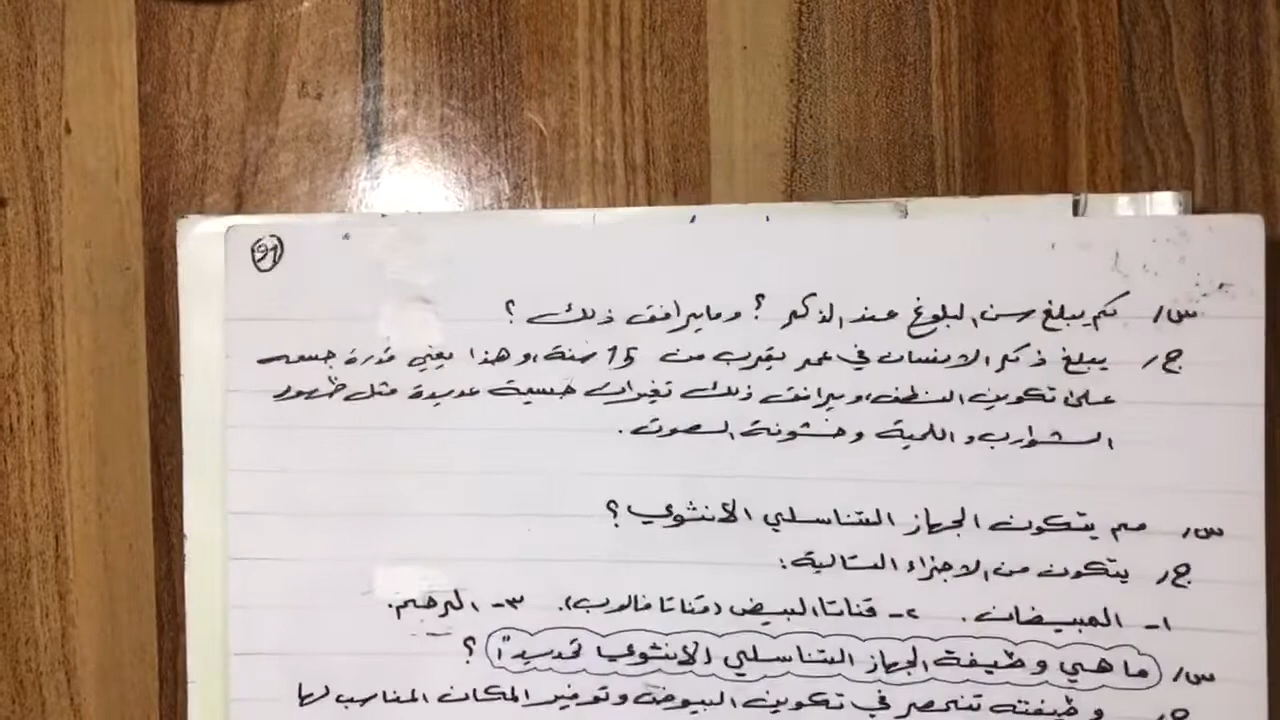 ٩٦
س/ كم يبلغ سن البلوغ عند الذكر ؟ وما يرافق ذلك ؟
ج/ يبلغ ذكر الانسان في عمر يقرب من 15 سنة، وهذا يعني قدرة جسمه
على تكوين النطف، ويرافق ذلك تغيرات جسمية عديدة مثل ظهور
الشوارب واللحية وخشونة الصوت.
س/ مم يتكون الجهاز التناسلي الانثوي؟
ج/ يتكون من الاجزاء التالية:
١- المبيضان. ٢- قناتا البيض (قناتا فالوب). ٣- الرحم.
س/ ما هي وظيفة الجهاز التناسلي الانثوي تحديداً ؟
ج/ وظيفته تنحصر في تكوين البيوض وتوفير المكان المناسب لها